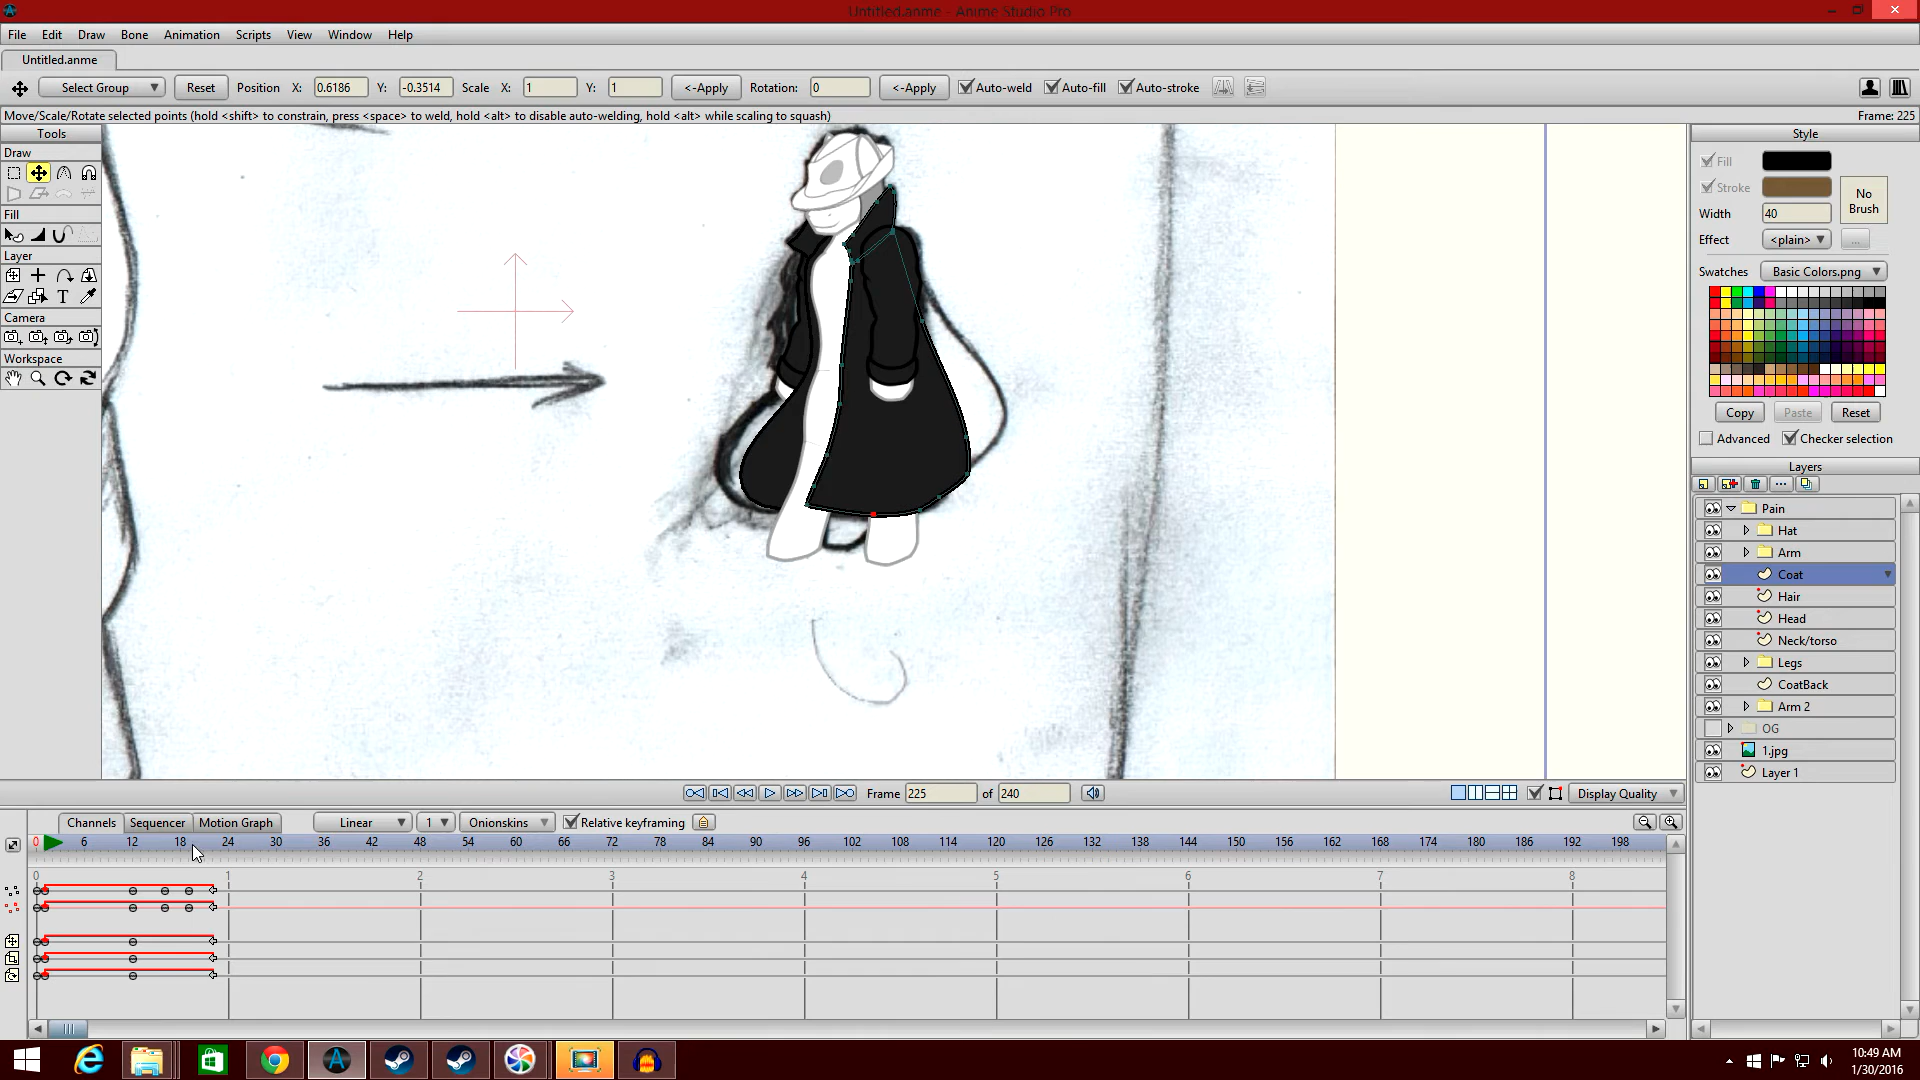 Untitled.anme - Anime Studio Pro
File Edit Draw Bone Animation Scripts View Window Help
Untitled.anme
Select Group Reset Position X: 0.6186 Y: -0.3514 Scale X: 1 Y: 1 <-Apply Rotation: 0 <-Apply Auto-weld Auto-fill Auto-stroke
Move/Scale/Rotate selected points (hold <shift> to constrain, press <space> to weld, hold <alt> to disable auto-welding, hold <alt> while scaling to squash) Frame: 225
Tools
Draw
Fill
Layer
T
Camera
Workspace
Style
Fill
Stroke
No Brush
Width 40
Effect <plain> ...
Swatches Basic Colors.png
Copy Paste Reset
Advanced Checker selection
Layers
Pain
Hat
Arm
Coat
Hair
Head
Neck/torso
Legs
CoatBack
Arm 2
OG
1.jpg
Layer 1
Frame 225 of 240 Display Quality
Channels Sequencer Motion Graph Linear 1 Onionskins Relative keyframing
0 6 12 18 24 30 36 42 48 54 60 66 72 78 84 90 96 102 108 114 120 126 132 138 144 150 156 162 168 174 180 186 192 198
0 1 2 3 4 5 6 7 8
10:49 AM
1/30/2016